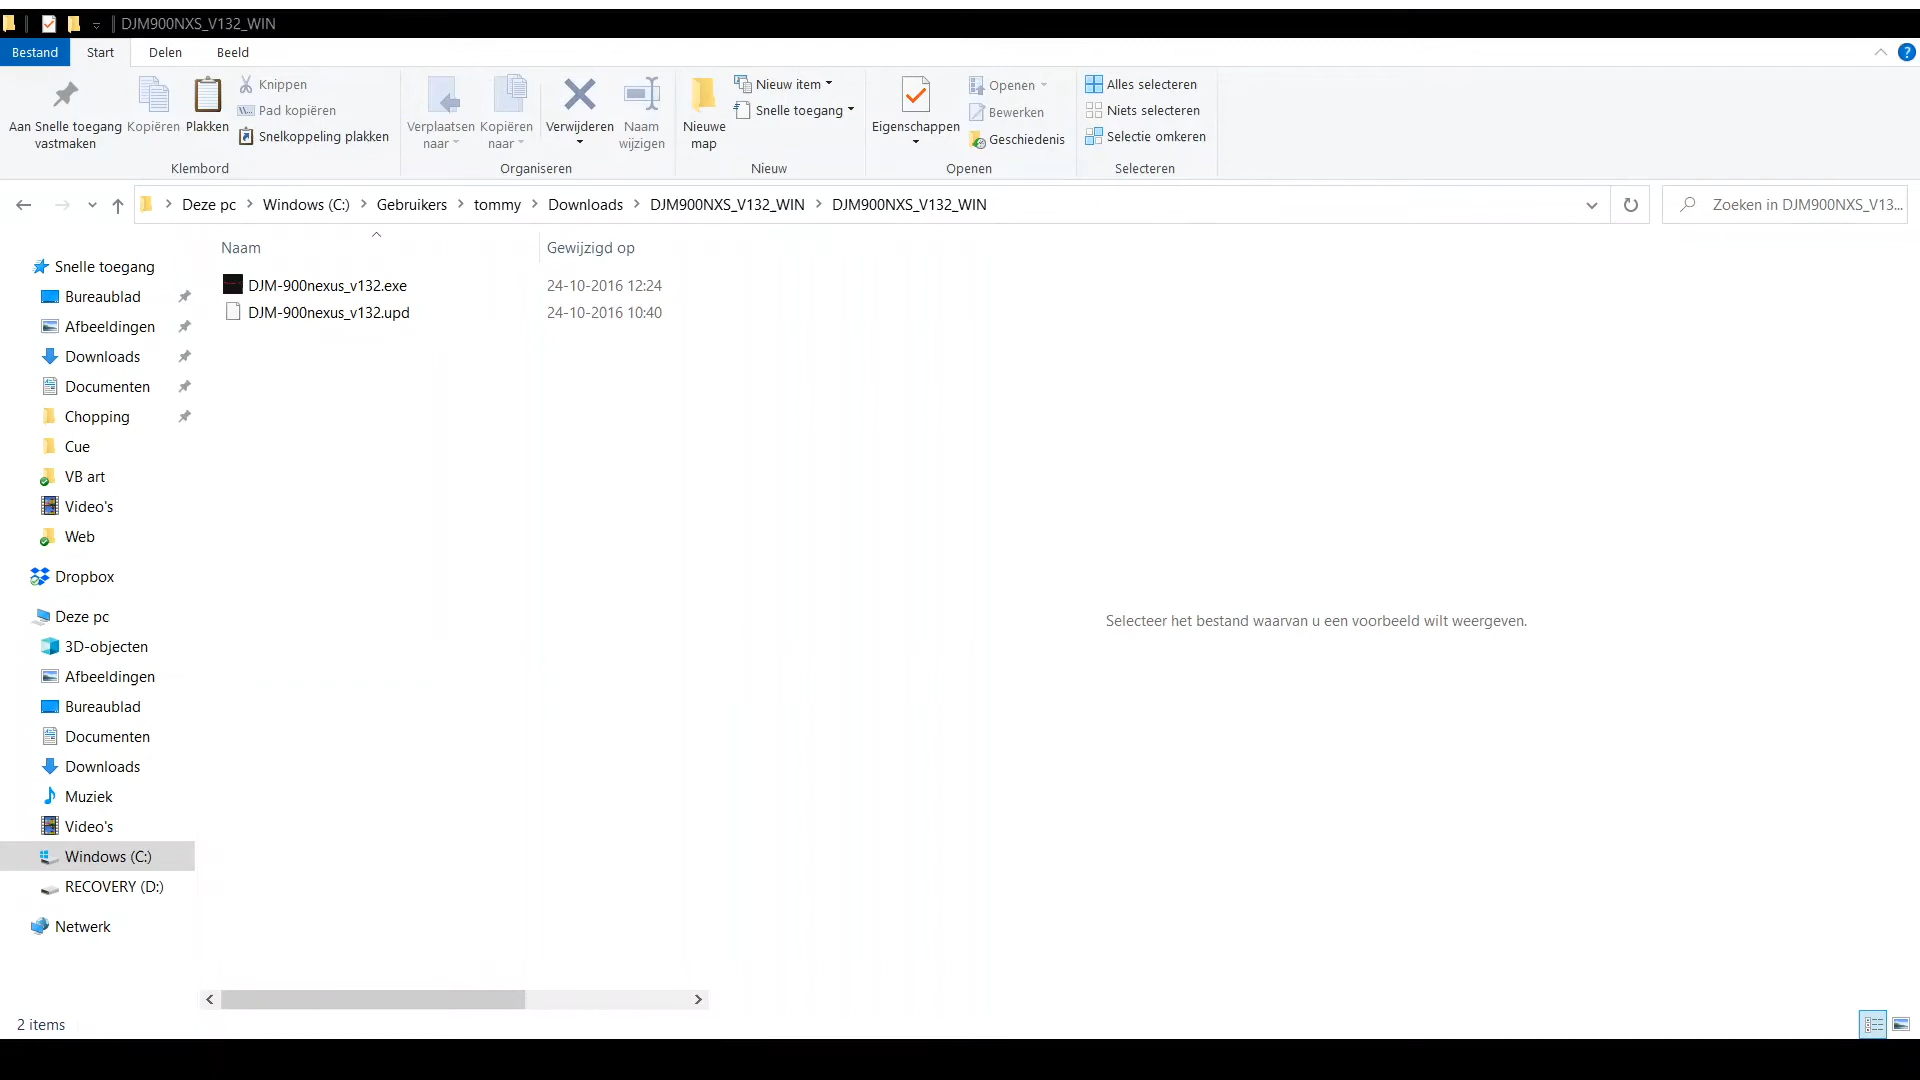 DJM900NXS_V132_WIN
Bestand Start Delen Beeld
Aan Snelle toegang vastmaken
Kopiëren
Plakken
Knippen
Pad kopiëren
Snelkoppeling plakken
Klembord
Verplaatsen naar
Kopiëren naar
Verwijderen
Naam wijzigen
Organiseren
Nieuwe map
Nieuw item
Snelle toegang
Nieuw
Eigenschappen
Openen
Bewerken
Geschiedenis
Openen
Alles selecteren
Niets selecteren
Selectie omkeren
Selecteren
Deze pc > Windows (C:) > Gebruikers > tommy > Downloads > DJM900NXS_V132_WIN > DJM900NXS_V132_WIN
Zoeken in DJM900NXS_V13...
Naam Gewijzigd op
DJM-900nexus_v132.exe 24-10-2016 12:24
DJM-900nexus_v132.upd 24-10-2016 10:40
Snelle toegang
Bureaublad
Afbeeldingen
Downloads
Documenten
Chopping
Cue
VB art
Video's
Web
Dropbox
Deze pc
3D-objecten
Afbeeldingen
Bureaublad
Documenten
Downloads
Muziek
Video's
Windows (C:)
RECOVERY (D:)
Netwerk
Selecteer het bestand waarvan u een voorbeeld wilt weergeven.
2 items